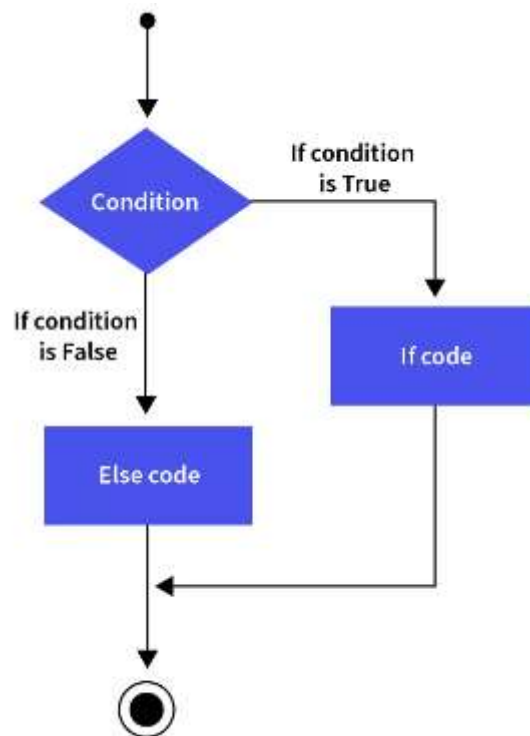 If condition
is True
Condition
If condition
is False
If code
Else code